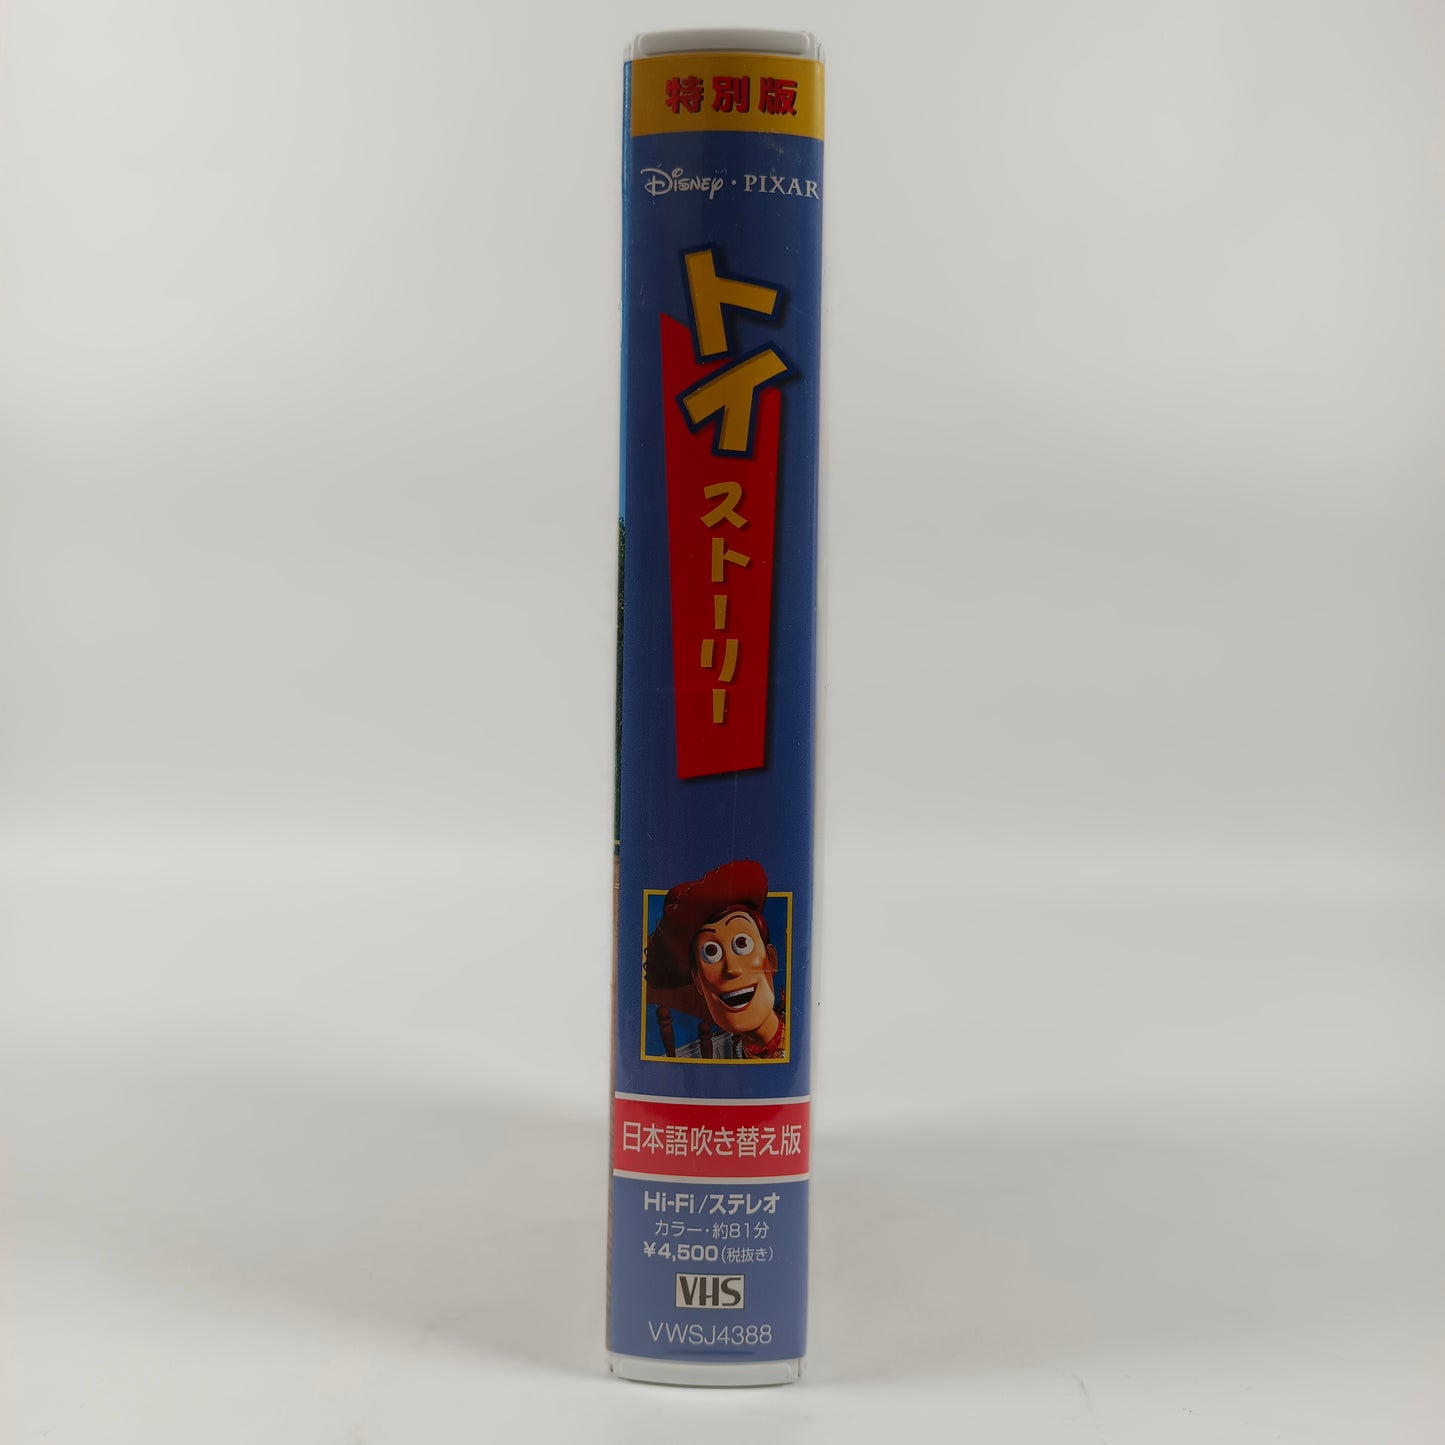 特別版
Disney · PIXAR
トイ
ストーリー
日本語吹き替え版
Hi-Fi/ステレオ
カラー・約81分
¥4,500(税抜き)
VHS
VWSJ4388